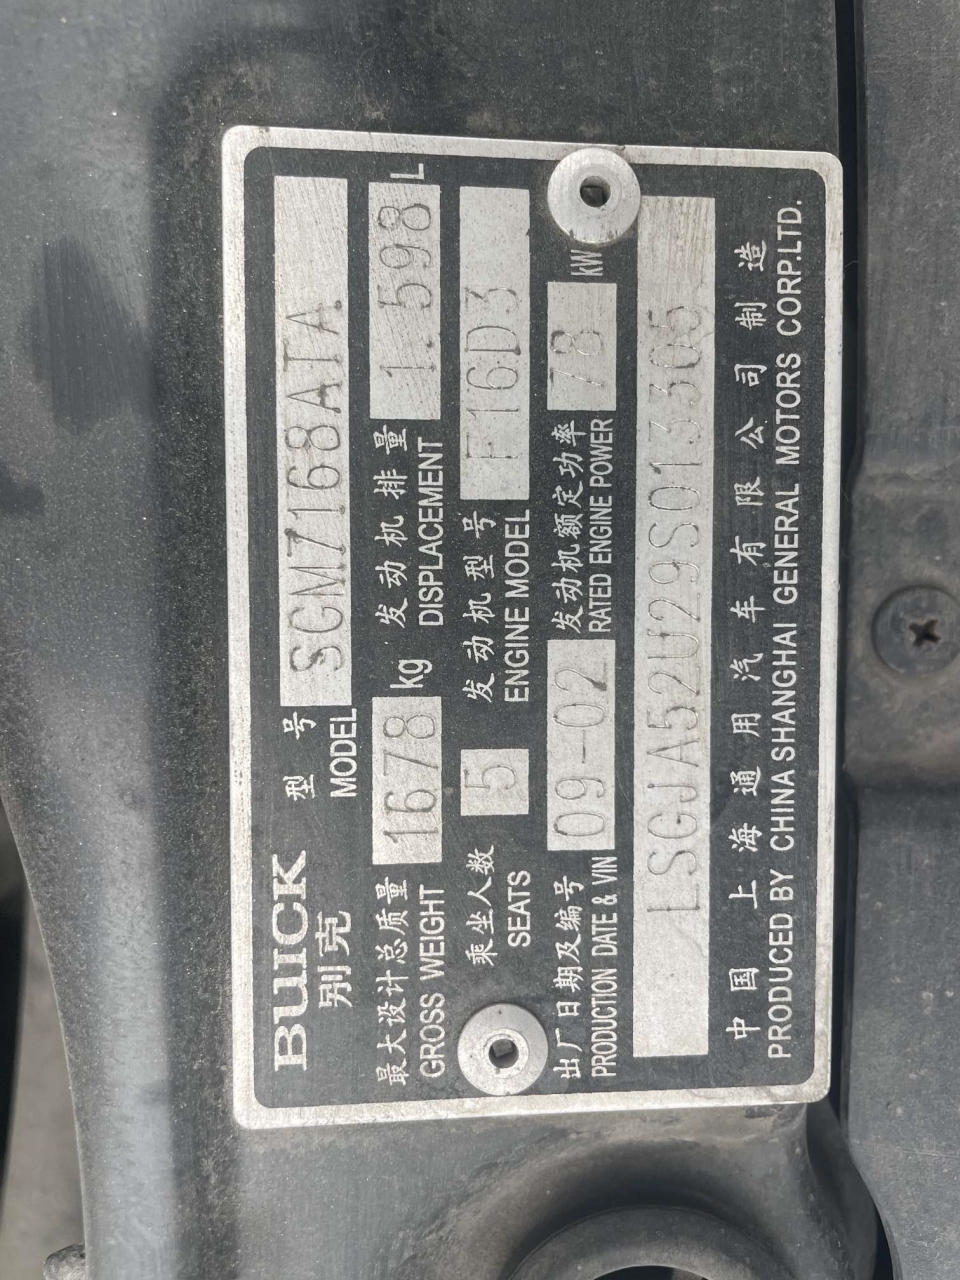 BUICK
别克
型号 SGM7168ATA
MODEL
最大设计总质量 1678 kg 发动机排量 1.598 L
GROSS WEIGHT DISPLACEMENT
乘坐人数 5 发动机型号 F16D3
SEATS ENGINE MODEL
出厂日期及编号 09-02 发动机额定功率 78 kW
PRODUCTION DATE & VIN RATED ENGINE POWER
LSGJA52U29S013305
中国上海通用汽车有限公司制造
PRODUCED BY CHINA SHANGHAI GENERAL MOTORS CORP.LTD.